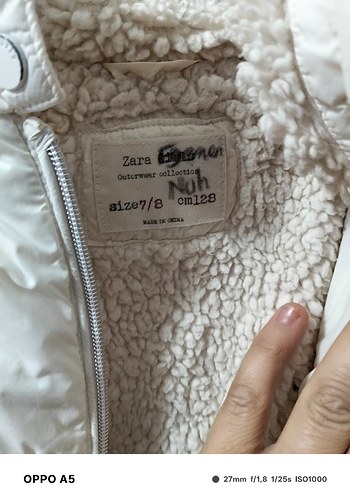 Zara
Outerwear collection
Nuh
size7/8 cm128
MADE IN CHINA
OPPO A5
27mm f/1,8 1/25s ISO1000